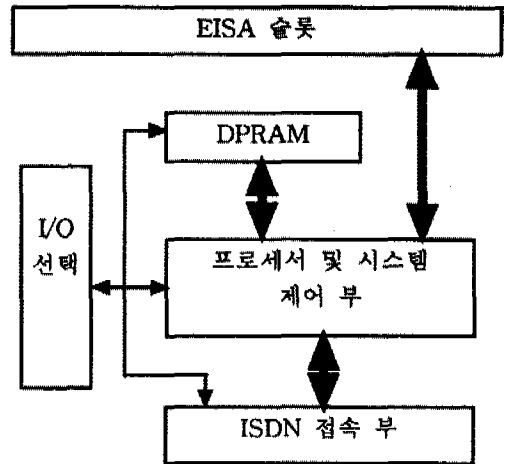 EISA 슬롯
DPRAM
I/O
선택
프로세서 및 시스템
제어 부
ISDN 접속 부